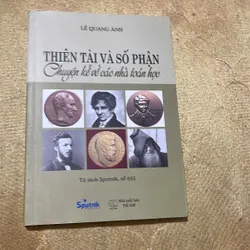 LÊ QUANG ÁNH
THIÊN TÀI VÀ SỐ PHẬN
Chuyện kể về các nhà toán học
Tủ sách Sputnik, số 035
Sputnik